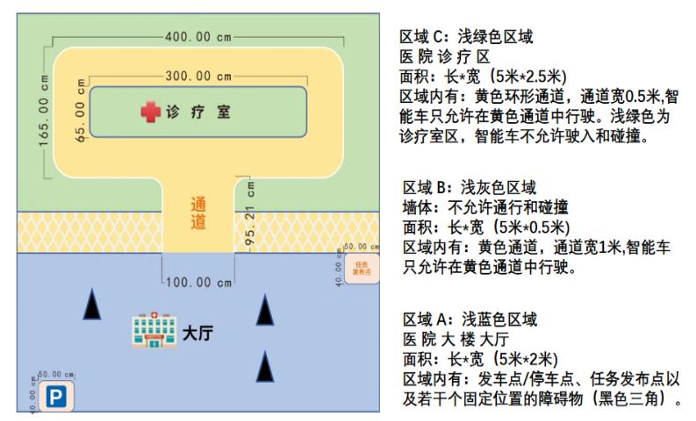 400.00 cm
300.00 cm
165.00 cm
65.00 cm
诊疗室
通道
95.21 cm
100.00 cm
50.00 cm
40.00 cm
任务
发布点
大厅
50.00 cm
40.00 cm
P
区域 C：浅绿色区域
医院诊疗区
面积：长*宽（5米*2.5米)
区域内有：黄色环形通道，通道宽0.5米,智
能车只允许在黄色通道中行驶。浅绿色为
诊疗室区，智能车不允许驶入和碰撞。
区域 B：浅灰色区域
墙体：不允许通行和碰撞
面积：长*宽（5米*0.5米)
区域内有：黄色通道，通道宽1米,智能车
只允许在黄色通道中行驶。
区域 A：浅蓝色区域
医院大楼大厅
面积：长*宽（5米*2米）
区域内有：发车点/停车点、任务发布点以
及若干个固定位置的障碍物（黑色三角）。